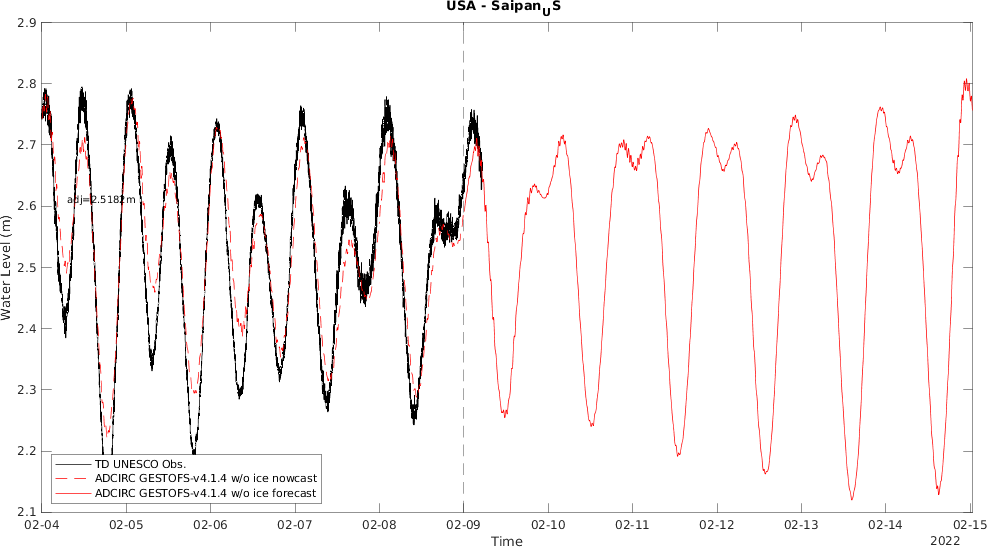 USA - Saipan_US
2.9
2.8
2.7
2.6
2.5
2.4
2.3
2.2
2.1
Water Level (m)
adj=2.5182m
TD UNESCO Obs.
ADCIRC GESTOFS-v4.1.4 w/o ice nowcast
ADCIRC GESTOFS-v4.1.4 w/o ice forecast
02-04 02-05 02-06 02-07 02-08 02-09 02-10 02-11 02-12 02-13 02-14 02-15
Time
2022